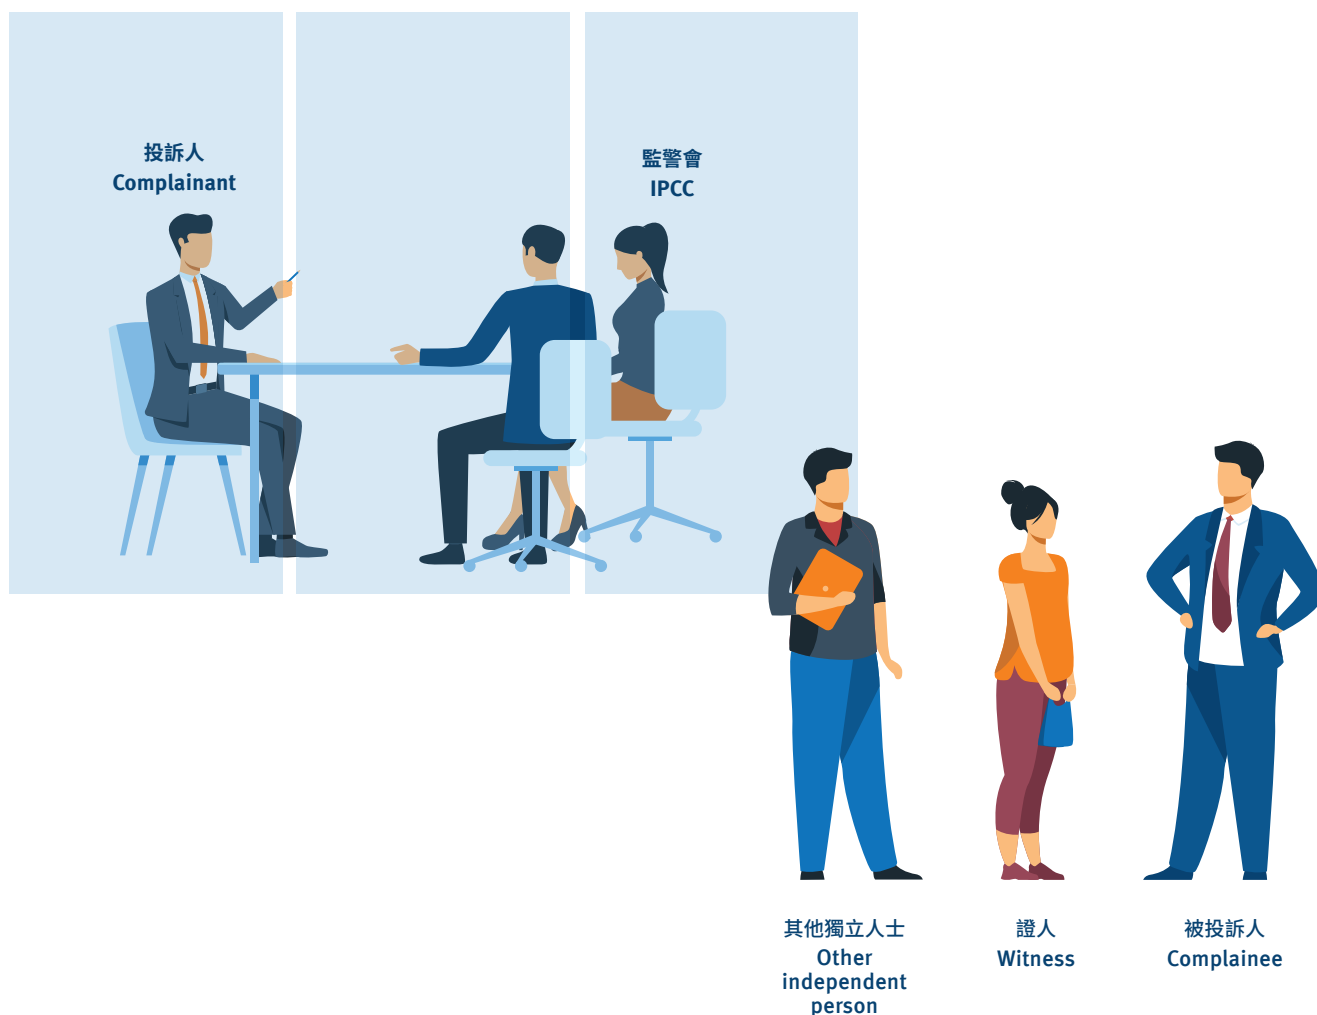 投訴人
Complainant
監警會
IPCC
其他獨立人士
Other
independent
person
證人
Witness
被投訴人
Complainee